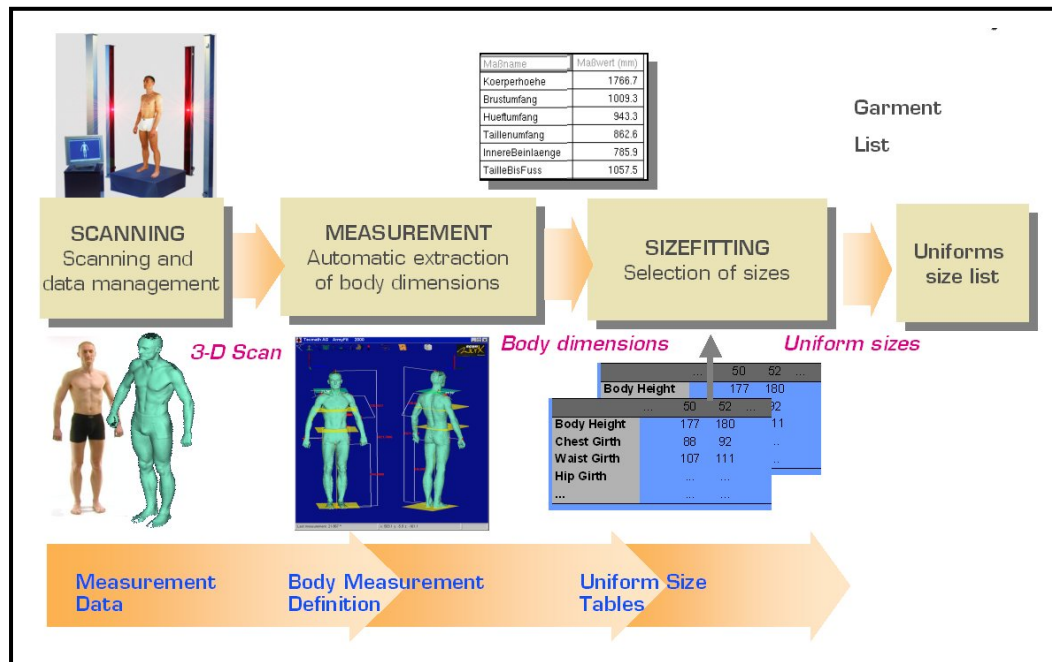 Maßname Maßwert (mm)
Koerperhoehe 1766.7
Brustumfang 1009.3
Hueftumfang 943.3
Taillenumfang 862.6
InnereBeinlaenge 785.9
TailleBisFuss 1057.5
Garment
List
SCANNING
Scanning and
data management
MEASUREMENT
Automatic extraction
of body dimensions
SIZEFITTING
Selection of sizes
Uniforms
size list
3-D Scan
Body dimensions
Uniform sizes
... 50 52 ...
Body Height 177 180
92
11
..
..
... 50 52 ...
Body Height 177 180
Chest Girth 88 92
Waist Girth 107 111
Hip Girth ... ...
... ... ...
Measurement
Data
Body Measurement
Definition
Uniform Size
Tables